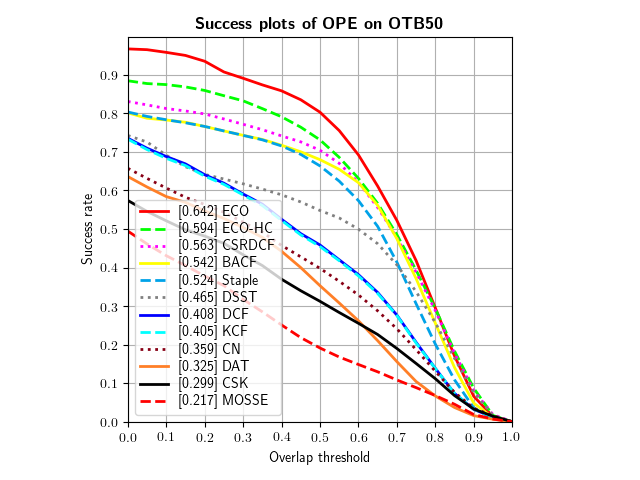 Success plots of OPE on OTB50
Success rate
0.9
0.8
0.7
0.6
0.5
0.4
0.3
0.2
0.1
0.0
[0.642] ECO
[0.594] ECO-HC
[0.563] CSRDCF
[0.542] BACF
[0.524] Staple
[0.465] DSST
[0.408] DCF
[0.405] KCF
[0.359] CN
[0.325] DAT
[0.299] CSK
[0.217] MOSSE
0.0 0.1 0.2 0.3 0.4 0.5 0.6 0.7 0.8 0.9 1.0
Overlap threshold